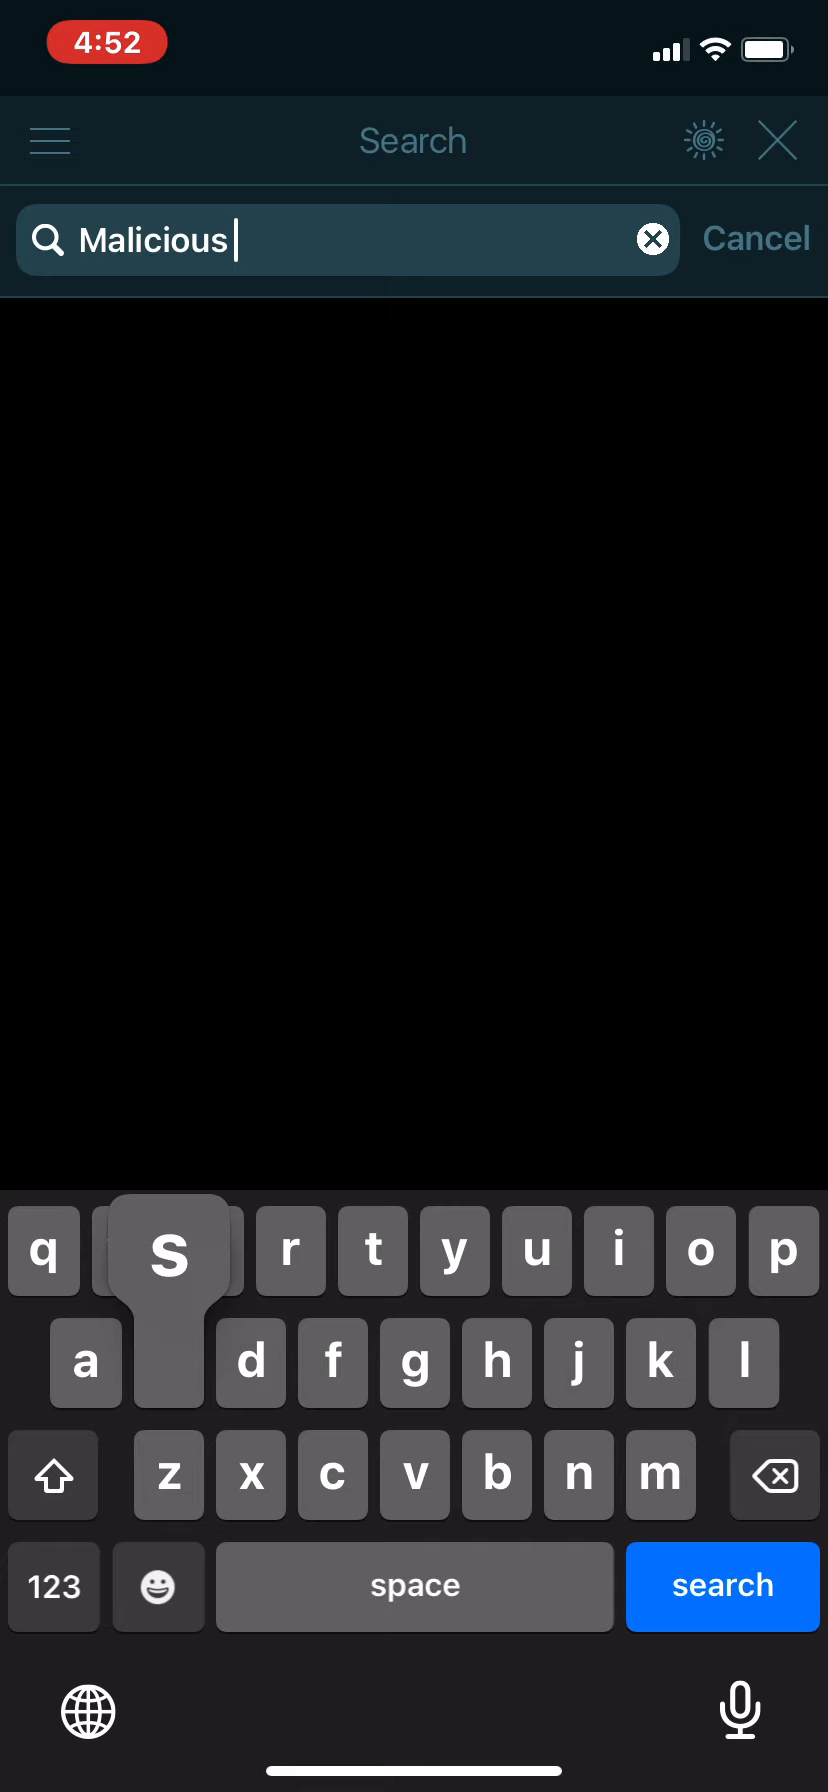 4:52
Search
Malicious
Cancel
q s r t y u i o p
a d f g h j k l
z x c v b n m
123 space search